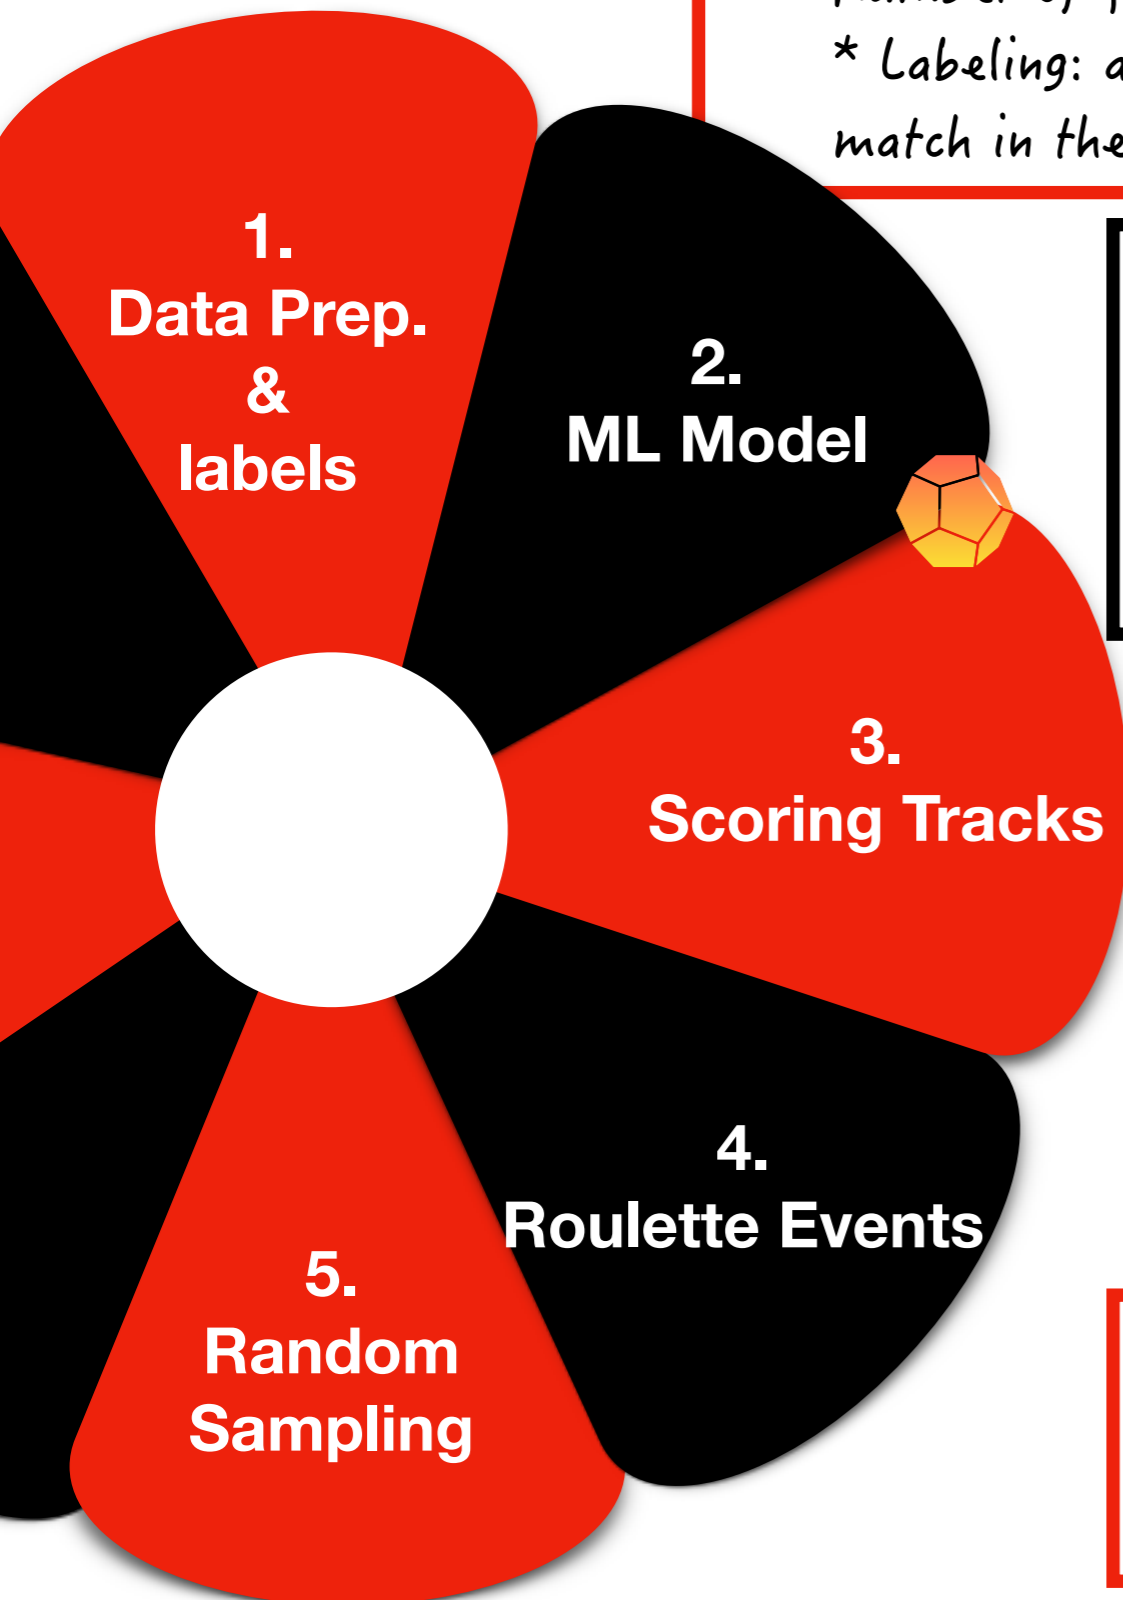 * Labeling:
match in the
1.
Data Prep.
&
labels
2.
ML Model
3.
Scoring Tracks
4.
Roulette Events
5.
Random
Sampling